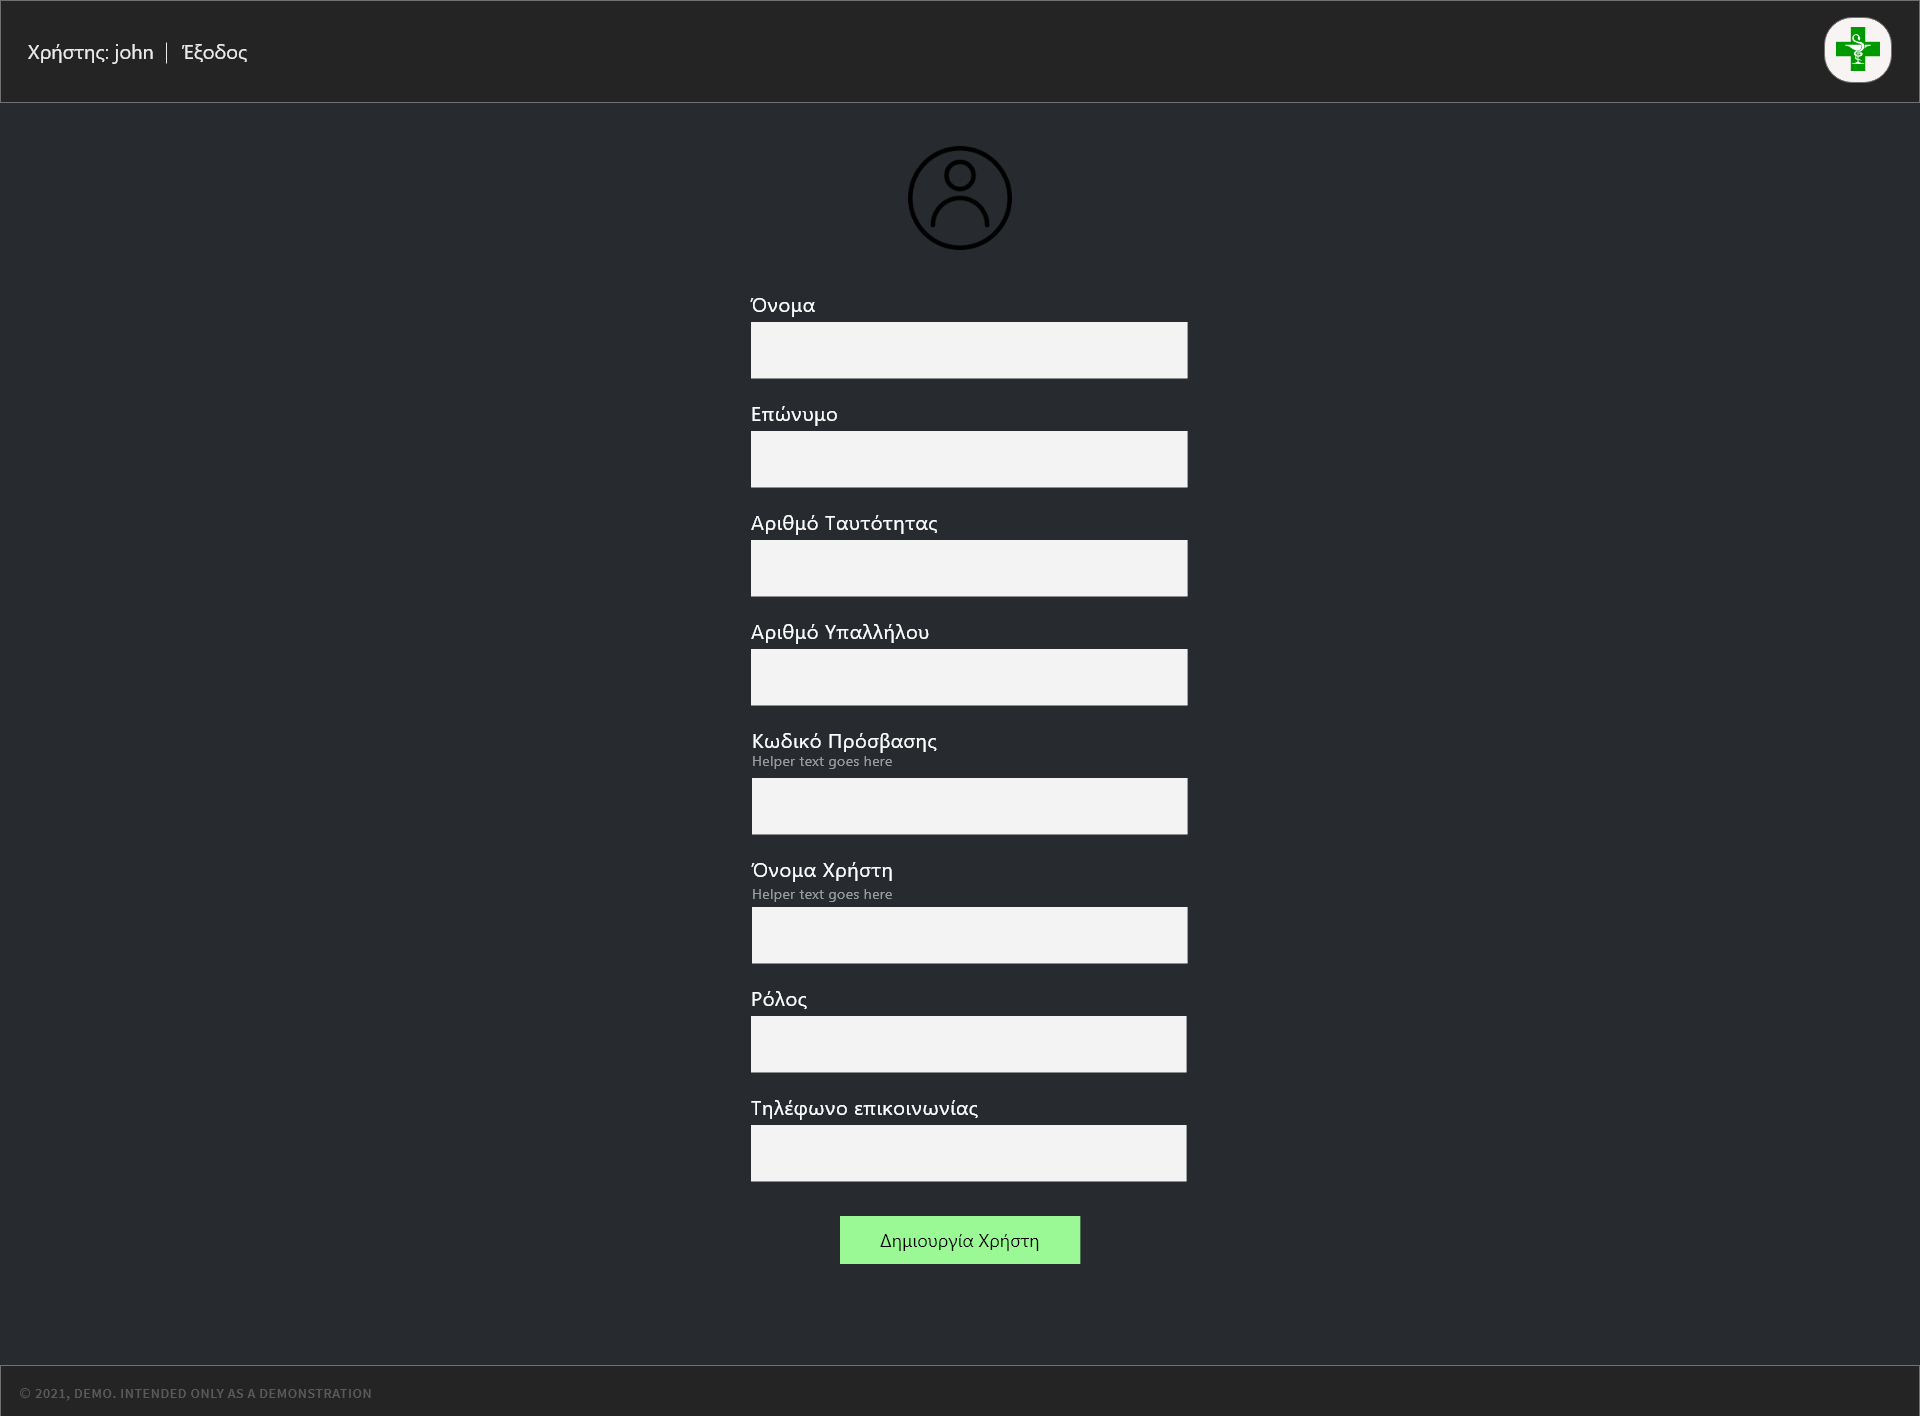 Χρήστης: john | Έξοδος
Όνομα
Επώνυμο
Αριθμό Ταυτότητας
Αριθμό Υπαλλήλου
Κωδικό Πρόσβασης
Helper text goes here
Όνομα Χρήστη
Helper text goes here
Ρόλος
Τηλέφωνο επικοινωνίας
Δημιουργία Χρήστη
© 2021, DEMO. INTENDED ONLY AS A DEMONSTRATION